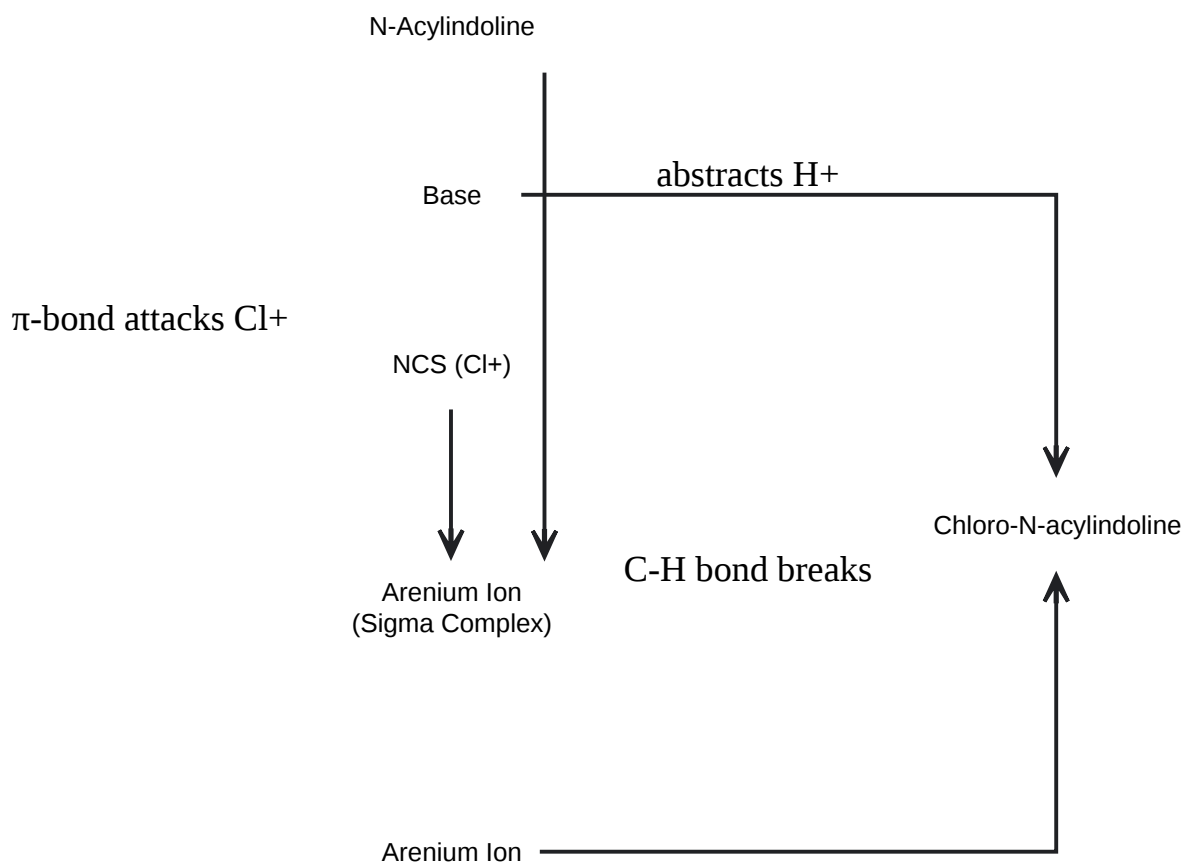 N-Acylindoline
abstracts H+
Base
π-bond attacks Cl+
NCS (Cl+)
Chloro-N-acylindoline
C-H bond breaks
Arenium Ion
(Sigma Complex)
Arenium Ion